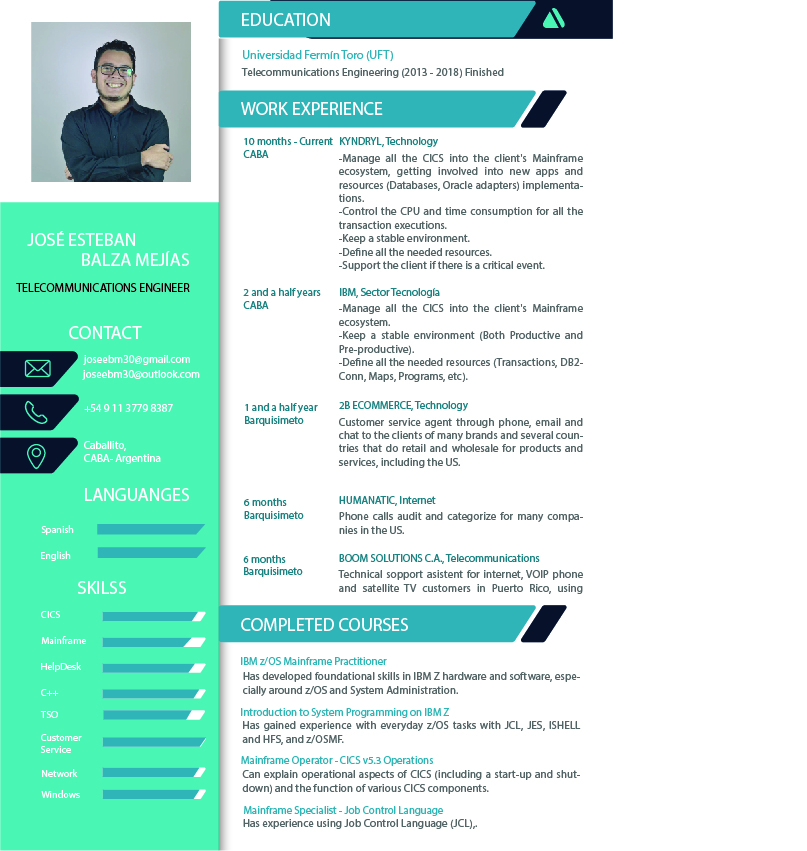 JOSÉ ESTEBAN
BALZA MEJÍAS
TELECOMMUNICATIONS ENGINEER
CONTACT
joseebm30@gmail.com
joseebm30@outlook.com
+54 9 11 3779 8387
Caballito,
CABA- Argentina
LANGUANGES
Spanish
English
SKILSS
CICS
Mainframe
HelpDesk
C++
TSO
Customer
Service
Network
Windows
EDUCATION
Universidad Fermín Toro (UFT)
Telecommunications Engineering (2013 - 2018) Finished
WORK EXPERIENCE
10 months - Current
CABA
KYNDRYL, Technology
-Manage all the CICS into the client's Mainframe
ecosystem, getting involved into new apps and
resources (Databases, Oracle adapters) implementa-
tions.
-Control the CPU and time consumption for all the
transaction executions.
-Keep a stable environment.
-Define all the needed resources.
-Support the client if there is a critical event.
2 and a half years
CABA
IBM, Sector Tecnología
-Manage all the CICS into the client's Mainframe
ecosystem.
-Keep a stable environment (Both Productive and
Pre-productive).
-Define all the needed resources (Transactions, DB2-
Conn, Maps, Programs, etc).
1 and a half year
Barquisimeto
2B ECOMMERCE, Technology
Customer service agent through phone, email and
chat to the clients of many brands and several coun-
tries that do retail and wholesale for products and
services, including the US.
6 months
Barquisimeto
HUMANATIC, Internet
Phone calls audit and categorize for many compa-
nies in the US.
6 months
Barquisimeto
BOOM SOLUTIONS C.A., Telecommunications
Technical sopport asistent for internet, VOIP phone
and satellite TV customers in Puerto Rico, using
COMPLETED COURSES
IBM z/OS Mainframe Practitioner
Has developed foundational skills in IBM Z hardware and software, espe-
cially around z/OS and System Administration.
Introduction to System Programming on IBM Z
Has gained experience with everyday z/OS tasks with JCL, JES, ISHELL
and HFS, and z/OSMF.
Mainframe Operator - CICS v5.3 Operations
Can explain operational aspects of CICS (including a start-up and shut-
down) and the function of various CICS components.
Mainframe Specialist - Job Control Language
Has experience using Job Control Language (JCL),.